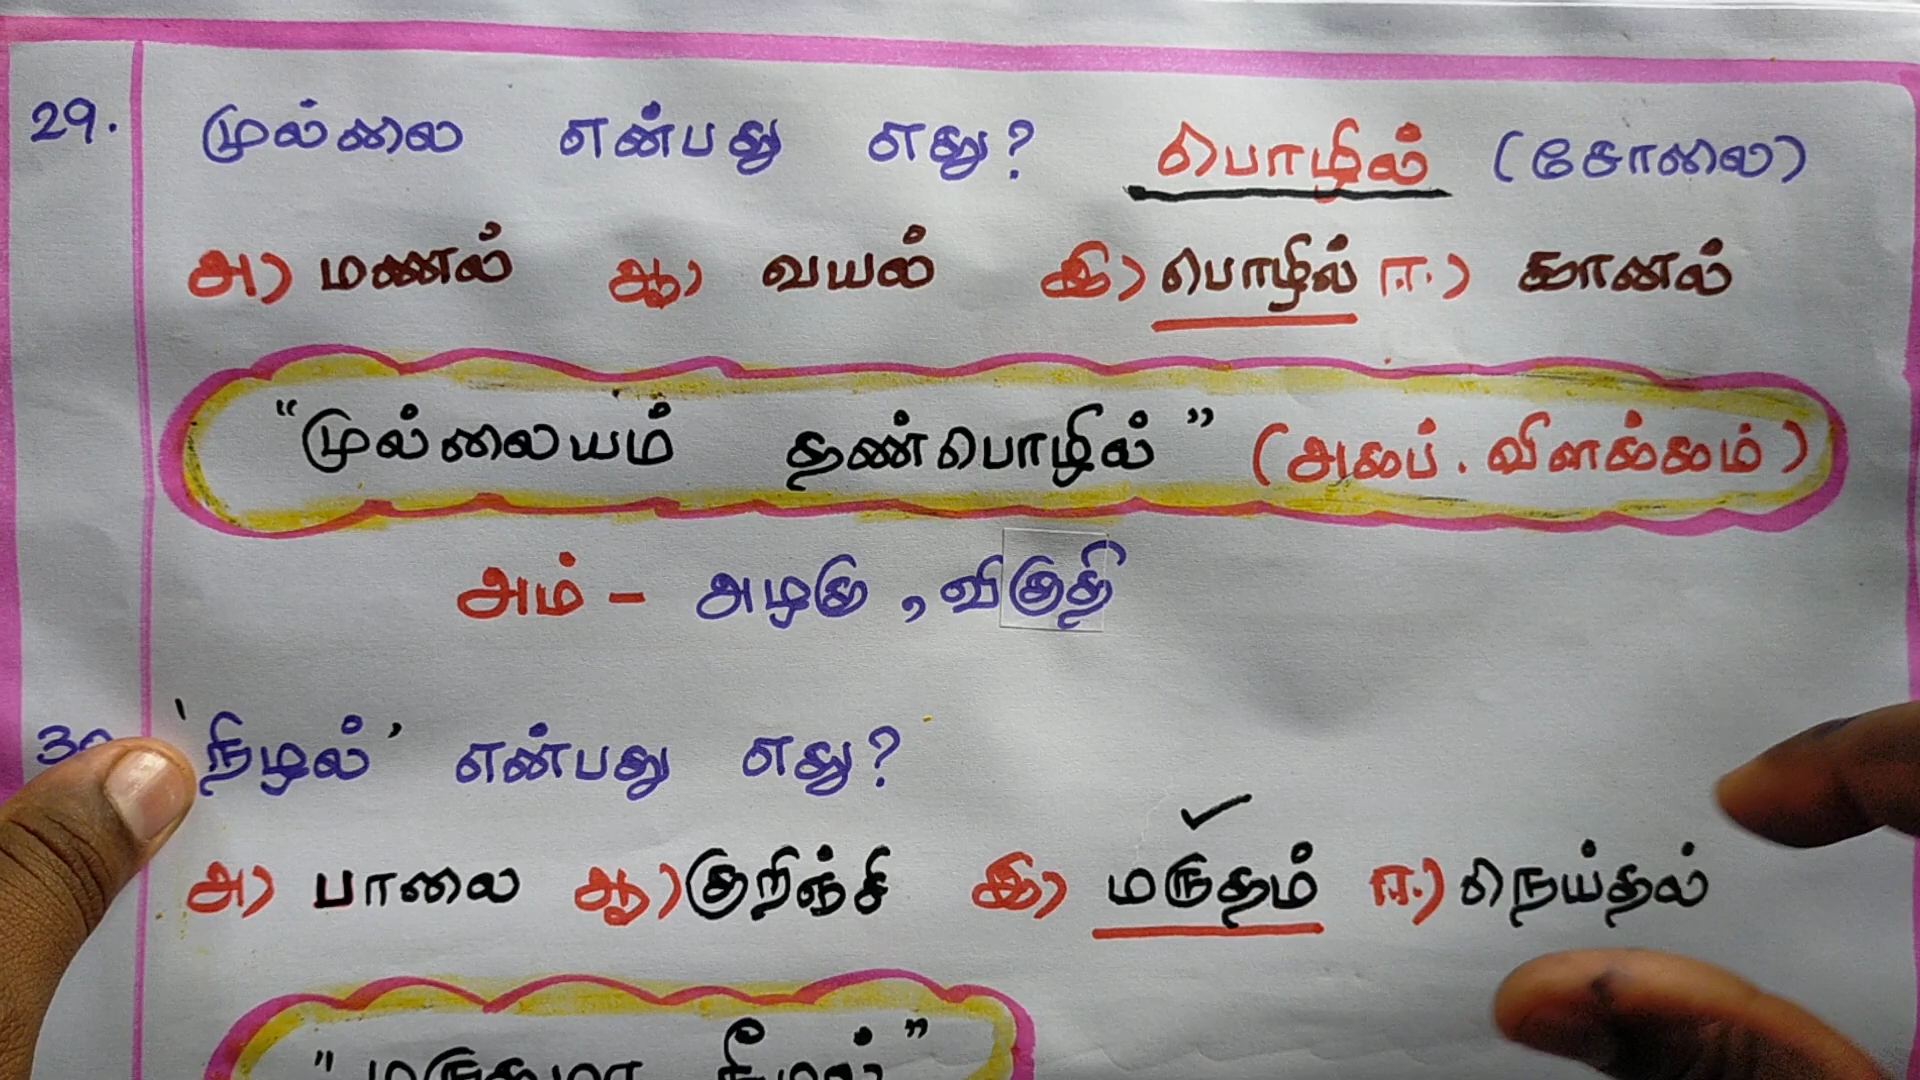 29. முல்லை என்பது எது? பொழில் (சோலை)
அ) மணல் ஆ) வயல் இ) பொழில் ஈ) கானல்
"முல்லையம் தண்பொழில்" (அகப். விளக்கம்)
அம் - அழகு, விகுதி
30 'நிழல்' என்பது எது?
அ) பாலை ஆ) குறிஞ்சி இ) மருதம் ஈ) நெய்தல்